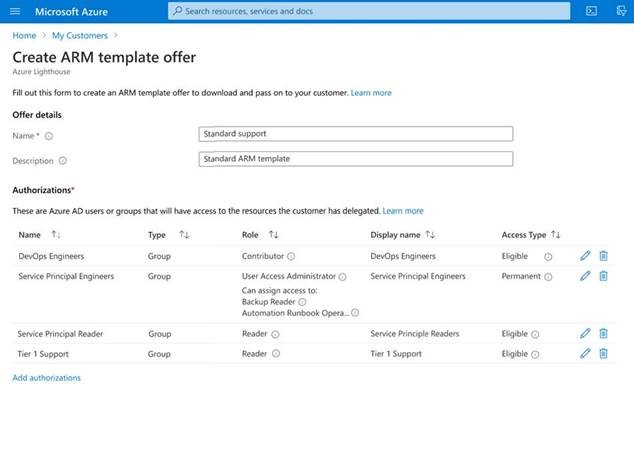 Microsoft Azure
Search resources, services and docs
Home > My Customers >
Create ARM template offer
Azure Lighthouse
Fill out this form to create an ARM template offer to download and pass on to your customer. Learn more
Offer details
Name *
Standard support
Description
Standard ARM template
Authorizations*
These are Azure AD users or groups that will have access to the resources the customer has delegated. Learn more
Name Type Role Display name Access Type
DevOps Engineers Group Contributor DevOps Engineers Eligible
Service Principal Engineers Group User Access Administrator Service Principal Engineers Permanent
Can assign access to:
Backup Reader
Automation Runbook Opera...
Service Principal Reader Group Reader Service Principle Readers Eligible
Tier 1 Support Group Reader Tier 1 Support Eligible
Add authorizations